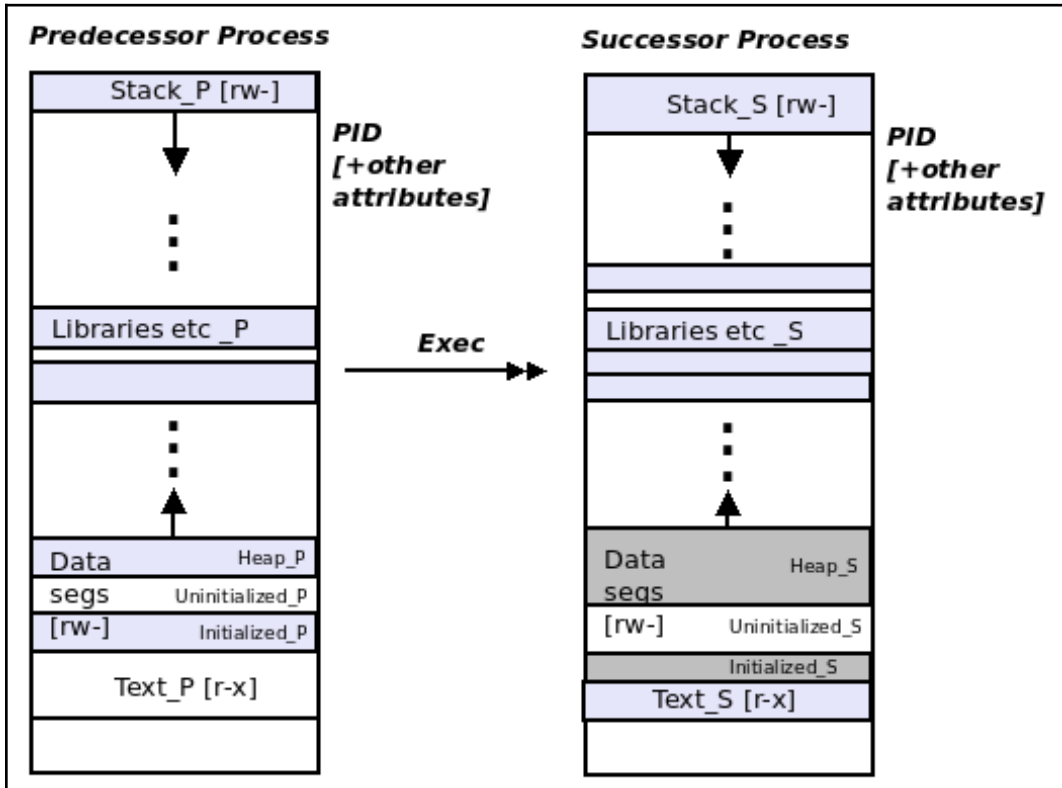 Predecessor Process
Stack_P [rw-]
PID
[+other
attributes]
Libraries etc _P
Data
Heap_P
segs
Uninitialized_P
[rw-]
Initialized_P
Text_P [r-x]
Exec
Successor Process
Stack_S [rw-]
PID
[+other
attributes]
Libraries etc _S
Data
Heap_S
segs
[rw-]
Uninitialized_S
Initialized_S
Text_S [r-x]